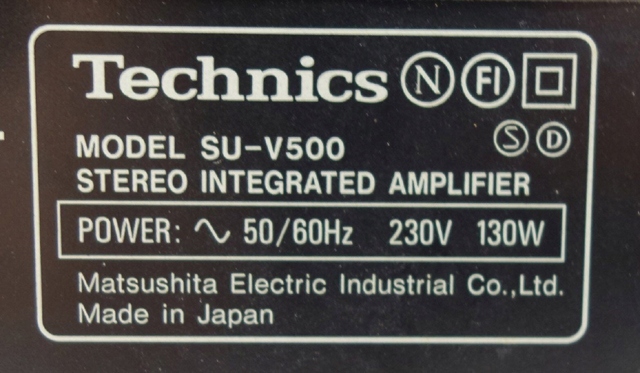 Technics N FI
MODEL SU-V500 S D
STEREO INTEGRATED AMPLIFIER
POWER: ∿ 50/60Hz 230V 130W
Matsushita Electric Industrial Co.,Ltd.
Made in Japan